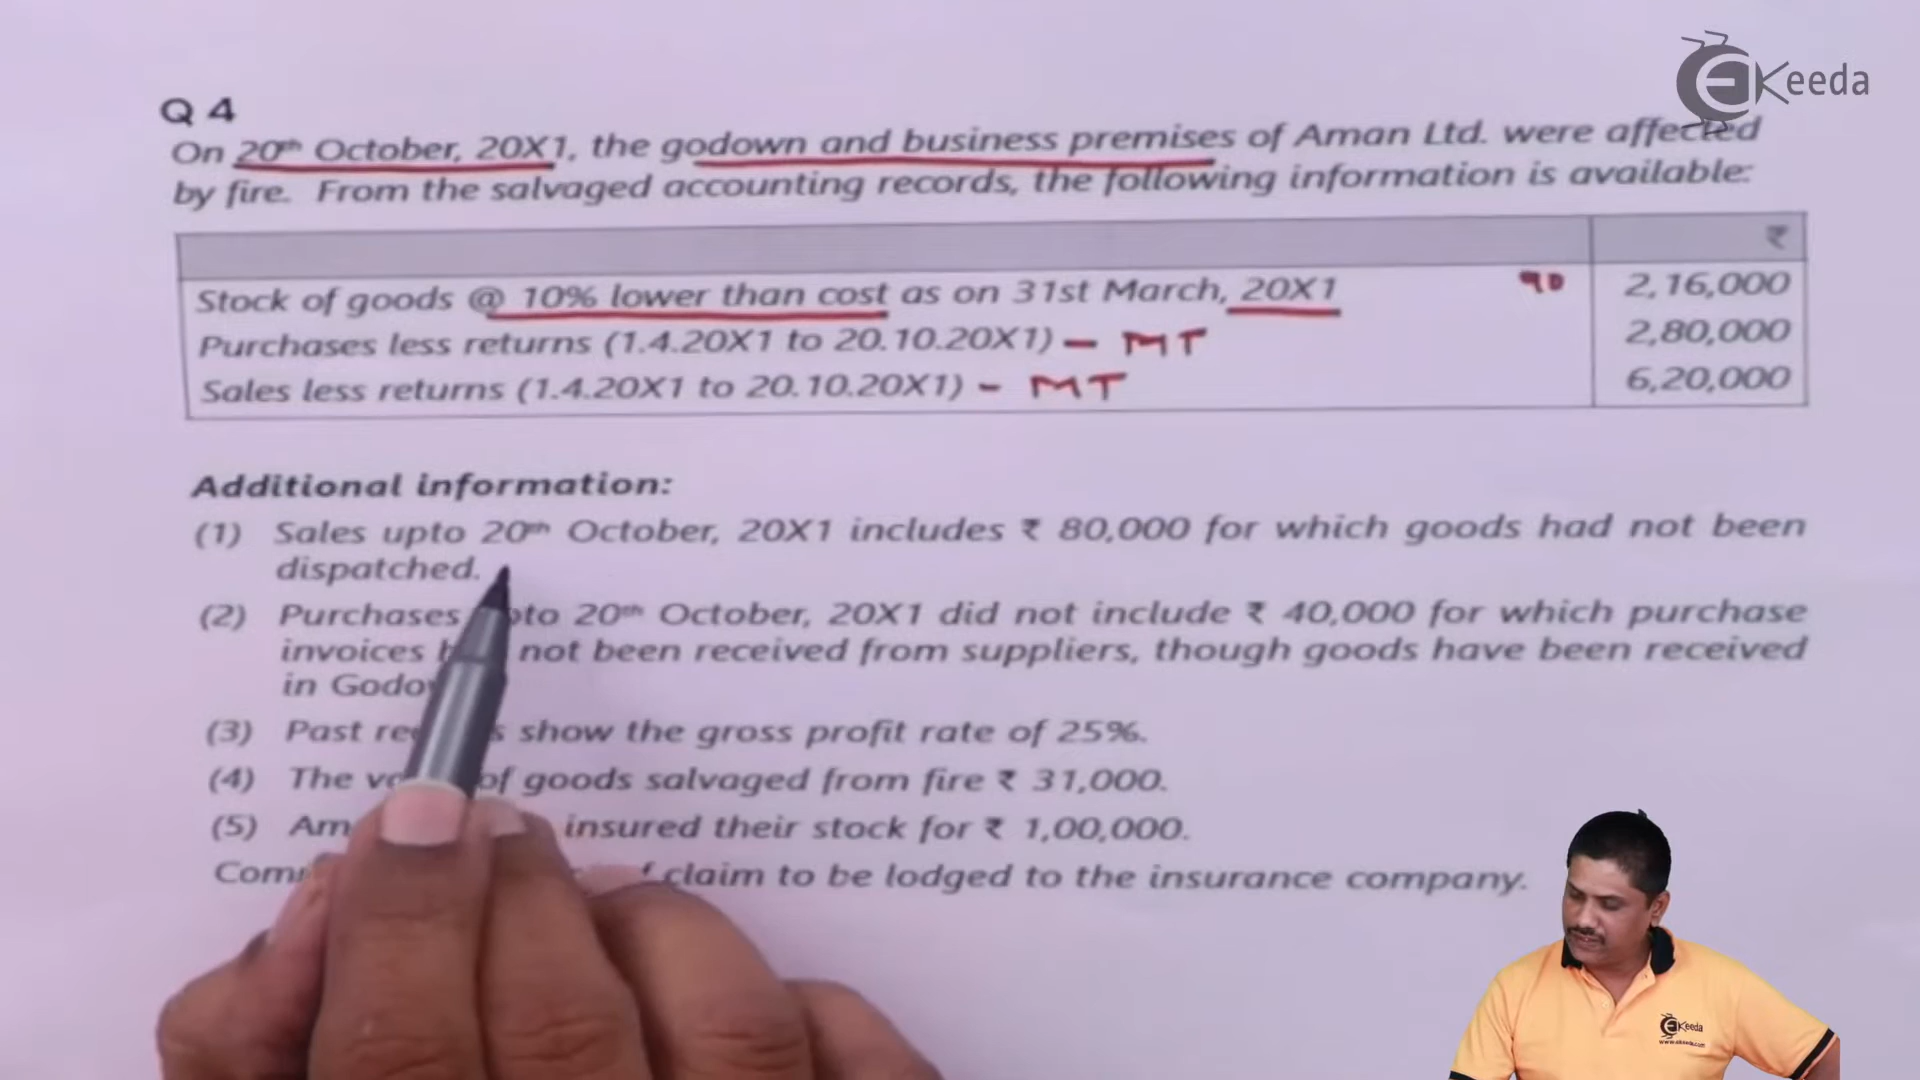 Keeda
Q 4
On 20th October, 20X1, the godown and business premises of Aman Ltd. were affected
by fire. From the salvaged accounting records, the following information is available:
₹
Stock of goods @ 10% lower than cost as on 31st March, 20X1 90 2,16,000
Purchases less returns (1.4.20X1 to 20.10.20X1) - MT 2,80,000
Sales less returns (1.4.20X1 to 20.10.20X1) - MT 6,20,000
Additional information:
(1) Sales upto 20th October, 20X1 includes ₹ 80,000 for which goods had not been
dispatched.
(2) Purchases upto 20th October, 20X1 did not include ₹ 40,000 for which purchase
invoices not been received from suppliers, though goods have been received
in
(3) Past show the gross profit rate of 25%.
(4) The of goods salvaged from fire ₹ 31,000.
(5) insured their stock for ₹ 1,00,000.
claim to be lodged to the insurance company.
Keeda
www.ekeeda.com